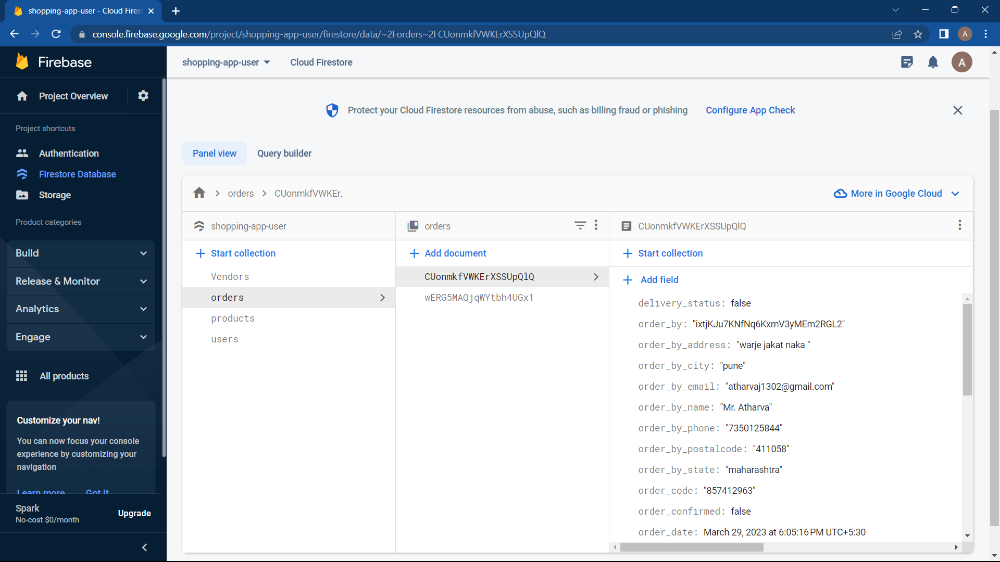 shopping-app-user - Cloud Fires
console.firebase.google.com/project/shopping-app-user/firestore/data/~2Forders~2FCUonmkfVWKErXSSUpQlQ
A
Firebase
shopping-app-user
Cloud Firestore
A
Project Overview
Protect your Cloud Firestore resources from abuse, such as billing fraud or phishing
Configure App Check
Project shortcuts
Authentication
Firestore Database
Storage
Product categories
Build
Release & Monitor
Analytics
Engage
All products
Customize your nav!
You can now focus your console
experience by customizing your
navigation
Learn more
Got it
Spark
No-cost $0/month
Upgrade
Panel view
Query builder
orders
CUonmkfVWKEr.
More in Google Cloud
shopping-app-user
Start collection
Vendors
orders
products
users
orders
Add document
CUonmkfVWKErXSSUpQlQ
wERG5MAQjqWYtbh4UGx1
CUonmkfVWKErXSSUpQlQ
Start collection
Add field
delivery_status: false
order_by: "ixtjKJu7KNfNq6KxmV3yMEm2RGL2"
order_by_address: "warje jakat naka "
order_by_city: "pune"
order_by_email: "atharvaj1302@gmail.com"
order_by_name: "Mr. Atharva"
order_by_phone: "7350125844"
order_by_postalcode: "411058"
order_by_state: "maharashtra"
order_code: "857412963"
order_confirmed: false
order_date: March 29, 2023 at 6:05:16 PM UTC+5:30